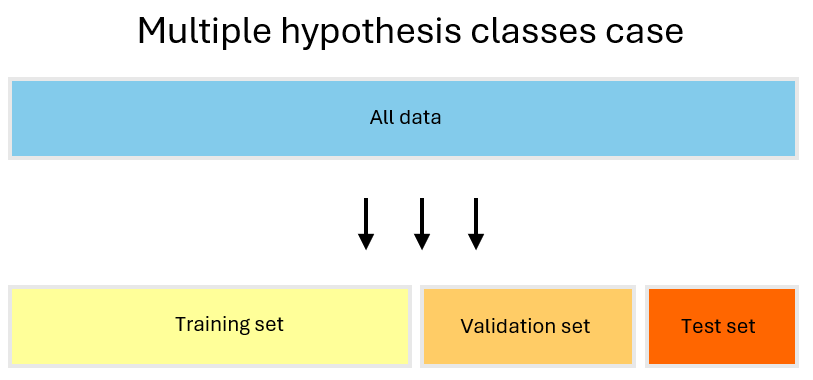 Multiple hypothesis classes case
All data
Training set
Validation set
Test set